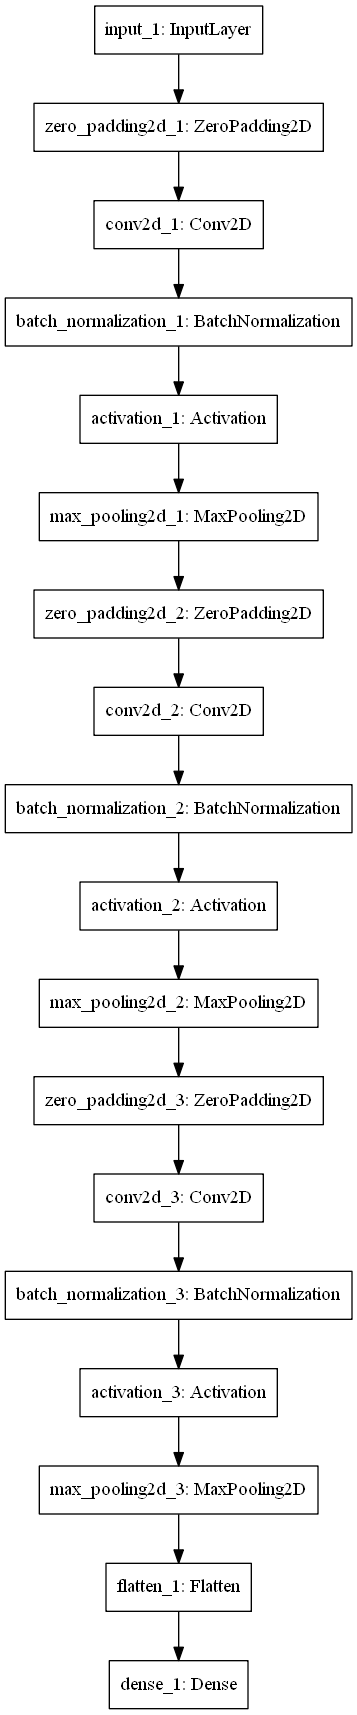 input_1: InputLayer
zero_padding2d_1: ZeroPadding2D
conv2d_1: Conv2D
batch_normalization_1: BatchNormalization
activation_1: Activation
max_pooling2d_1: MaxPooling2D
zero_padding2d_2: ZeroPadding2D
conv2d_2: Conv2D
batch_normalization_2: BatchNormalization
activation_2: Activation
max_pooling2d_2: MaxPooling2D
zero_padding2d_3: ZeroPadding2D
conv2d_3: Conv2D
batch_normalization_3: BatchNormalization
activation_3: Activation
max_pooling2d_3: MaxPooling2D
flatten_1: Flatten
dense_1: Dense